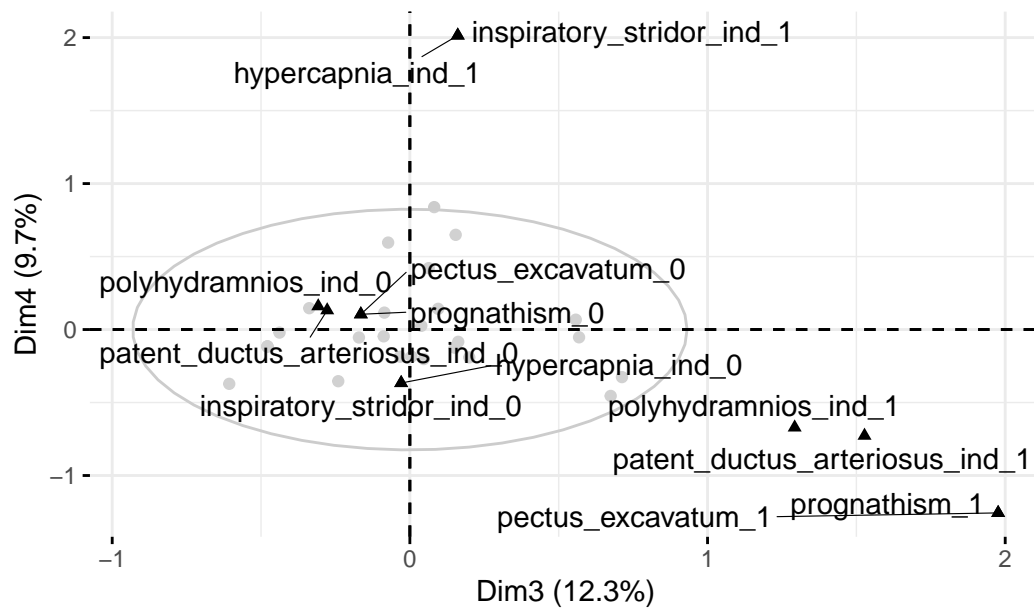 2
inspiratory_stridor_ind_1
hypercapnia_ind_1
1
pectus_excavatum_0
polyhydramnios_ind_0
prognathism_0
0
patent_ductus_arteriosus_ind_0
hypercapnia_ind_0
inspiratory_stridor_ind_0
polyhydramnios_ind_1
patent_ductus_arteriosus_ind_1
−1
prognathism_1
pectus_excavatum_1
Dim4 (9.7%)
−1 0 1 2
Dim3 (12.3%)